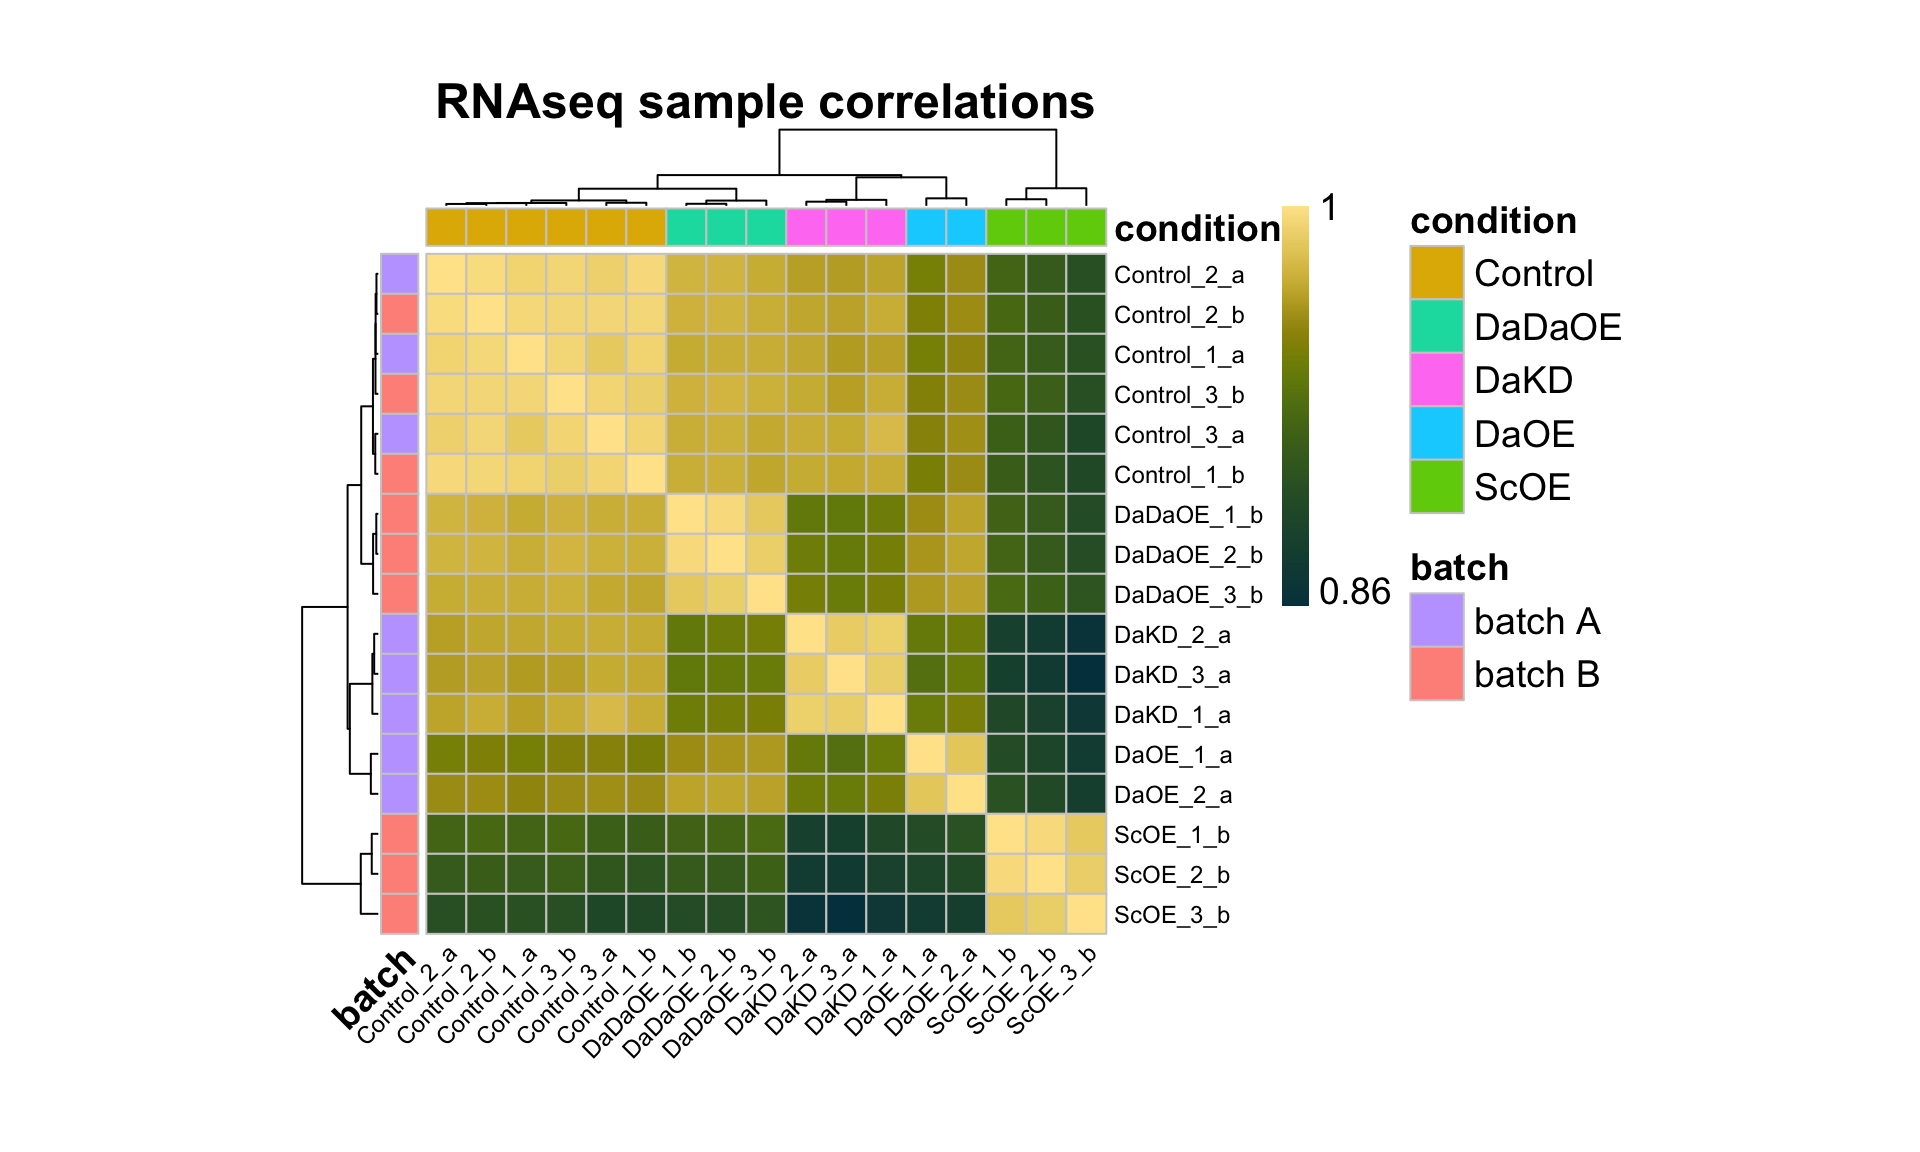 RNAseq sample correlations
condition
Control_2_a
Control_2_b
Control_1_a
Control_3_b
Control_3_a
Control_1_b
DaDaOE_1_b
DaDaOE_2_b
DaDaOE_3_b
DaKD_2_a
DaKD_3_a
DaKD_1_a
DaOE_1_a
DaOE_2_a
ScOE_1_b
ScOE_2_b
ScOE_3_b
1
0.86
condition
Control
DaDaOE
DaKD
DaOE
ScOE
batch
batch A
batch B
batch
Control_2_a
Control_2_b
Control_1_a
Control_3_b
Control_3_a
Control_1_b
DaDaOE_1_b
DaDaOE_2_b
DaDaOE_3_b
DaKD_2_a
DaKD_3_a
DaKD_1_a
DaOE_1_a
DaOE_2_a
ScOE_1_b
ScOE_2_b
ScOE_3_b